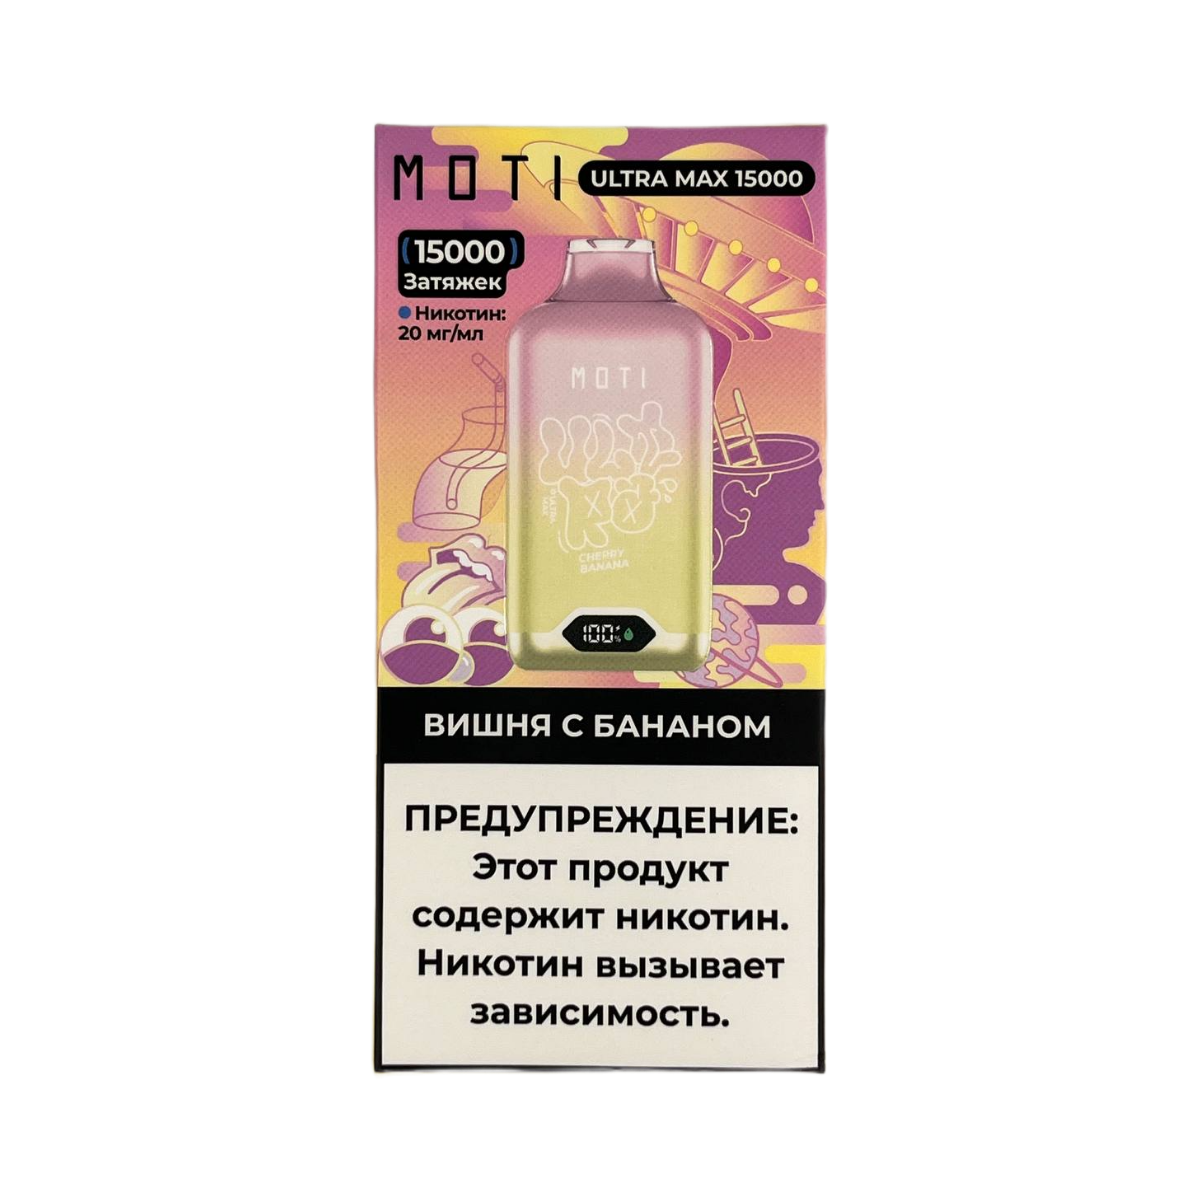 MOTI ULTRA MAX 15000
15000
Затяжек
Никотин:
20 мг/мл
MOTI
CHERRY
BANANA
100%
ВИШНЯ С БАНАНОМ
ПРЕДУПРЕЖДЕНИЕ:
Этот продукт
содержит никотин.
Никотин вызывает
зависимость.